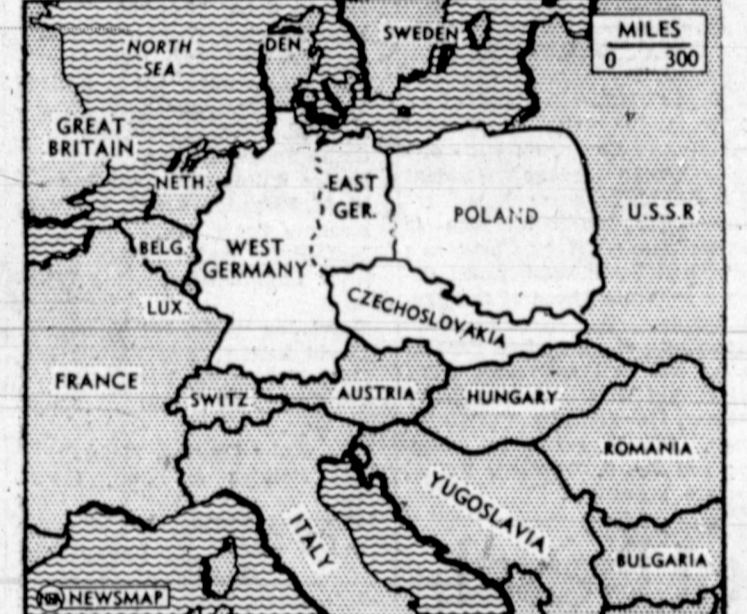 NORTH
SEA
DEN.
SWEDEN
MILES
0 300
GREAT
BRITAIN
NETH.
EAST
GER.
POLAND
U.S.S.R
BELG.
WEST
GERMANY
LUX.
CZECHOSLOVAKIA
FRANCE
SWITZ.
AUSTRIA
HUNGARY
ROMANIA
YUGOSLAVIA
ITALY
BULGARIA
NEWSMAP